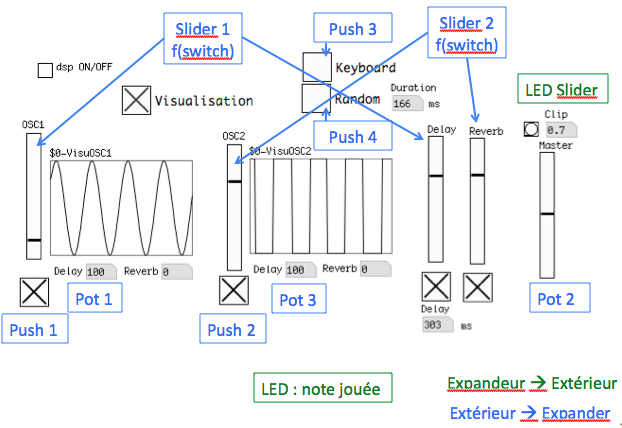 Slider 1
f(switch)
Push 3
Slider 2
f(switch)
dsp ON/OFF
Keyboard
Visualisation
Random
Duration
166 ms
LED Slider
Push 4
Clip
0.7
OSC1
OSC2
Delay
Reverb
Master
$0-VisuOSC1
$0-VisuOSC2
Delay 100 Reverb 0
Delay 100 Reverb 0
Pot 1
Pot 3
Pot 2
Push 1
Push 2
Delay
303 ms
LED : note jouée
Expandeur → Extérieur
Extérieur → Expander